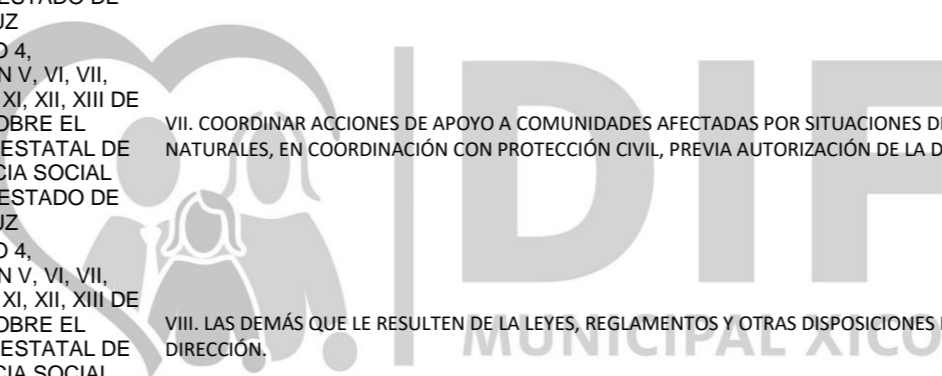 ESTADO DE
UZ
O 4,
N V, VI, VII,
XI, XII, XIII DE
OBRE EL
ESTATAL DE
CIA SOCIAL
ESTADO DE
UZ
VII. COORDINAR ACCIONES DE APOYO A COMUNIDADES AFECTADAS POR SITUACIONES DE
NATURALES, EN COORDINACIÓN CON PROTECCIÓN CIVIL, PREVIA AUTORIZACIÓN DE LA D
O 4,
N V, VI, VII,
XI, XII, XIII DE
OBRE EL
ESTATAL DE
CIA SOCIAL
VIII. LAS DEMÁS QUE LE RESULTEN DE LA LEYES, REGLAMENTOS Y OTRAS DISPOSICIONES
DIRECCIÓN.
DIF
MUNICIPAL XICO